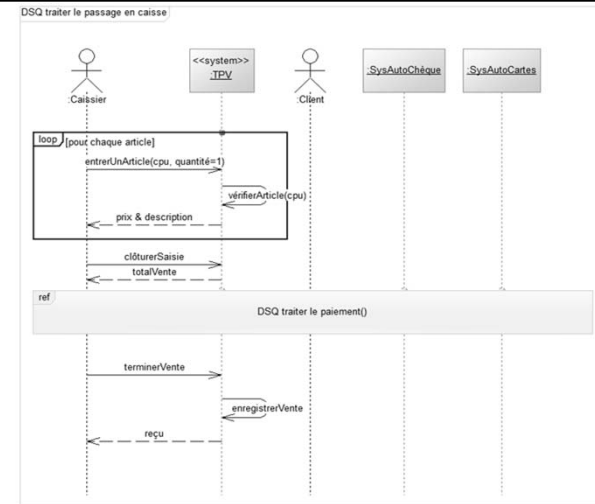 DSQ traiter le passage en caisse
<<system>>
:TPV
:SysAutoChèque
:SysAutoCartes
:Caissier
:Client
loop
[pour chaque article]
entrerUnArticle(cpu, quantité=1)
vérifierArticle(cpu)
prix & description
clôturerSaisie
totalVente
ref
DSQ traiter le paiement()
terminerVente
enregistrerVente
reçu